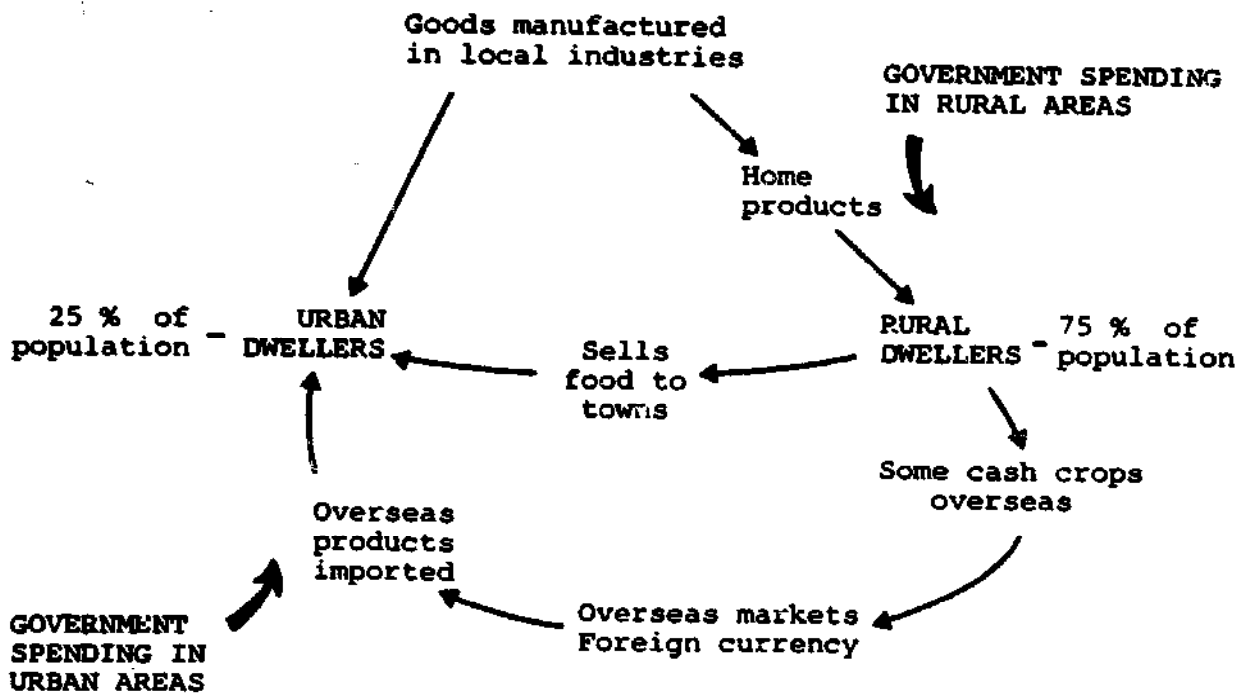 Goods manufactured
in local industries
GOVERNMENT SPENDING
IN RURAL AREAS
Home
products
25 % of
population -
URBAN
DWELLERS
Sells
food to
towns
RURAL
DWELLERS -
75 % of
population
Some cash crops
overseas
Overseas
products
imported
Overseas markets
Foreign currency
GOVERNMENT
SPENDING IN
URBAN AREAS